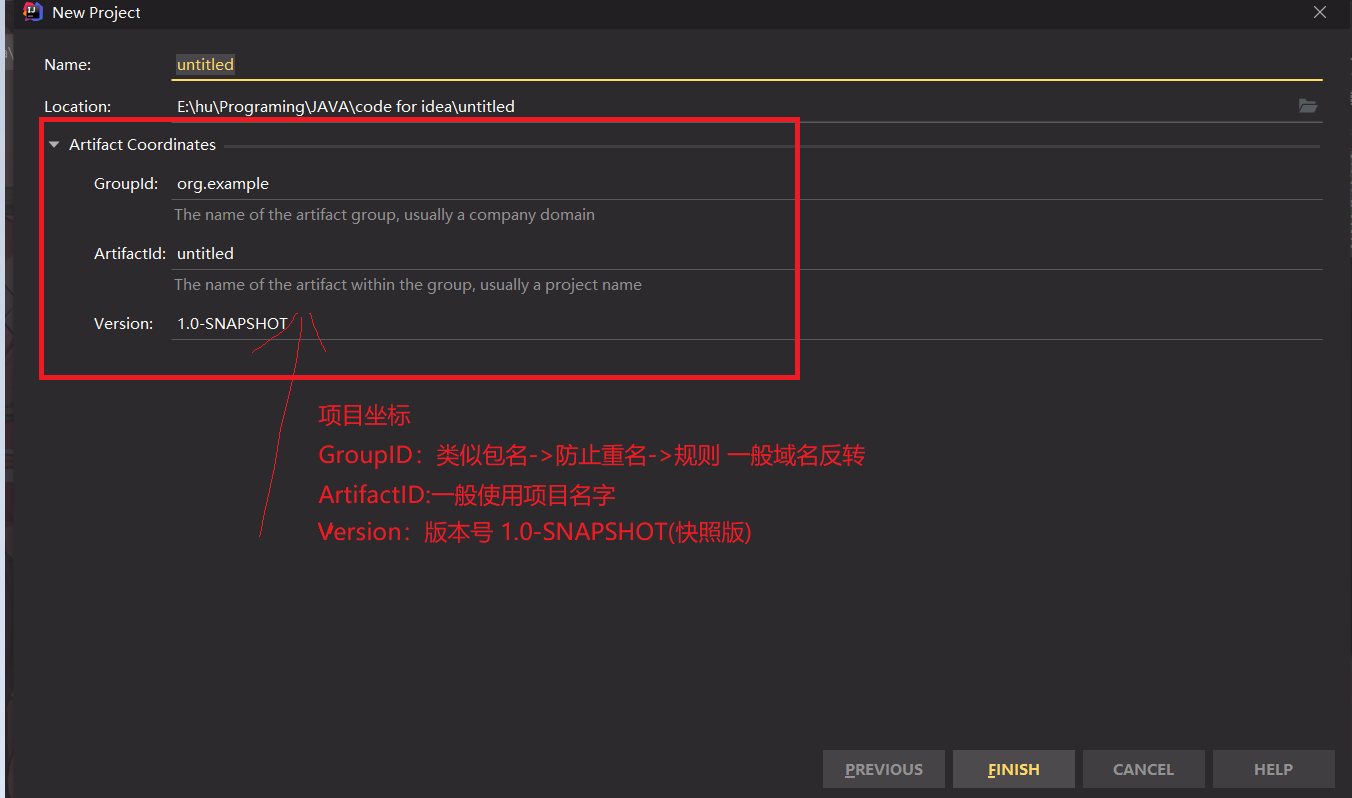 New Project
Name: untitled
Location: E:\hu\Programing\JAVA\code for idea\untitled
Artifact Coordinates
GroupId: org.example
The name of the artifact group, usually a company domain
ArtifactId: untitled
The name of the artifact within the group, usually a project name
Version: 1.0-SNAPSHOT
项目坐标
GroupID：类似包名->防止重名->规则 一般域名反转
ArtifactID:一般使用项目名字
Version：版本号 1.0-SNAPSHOT(快照版)
PREVIOUS FINISH CANCEL HELP